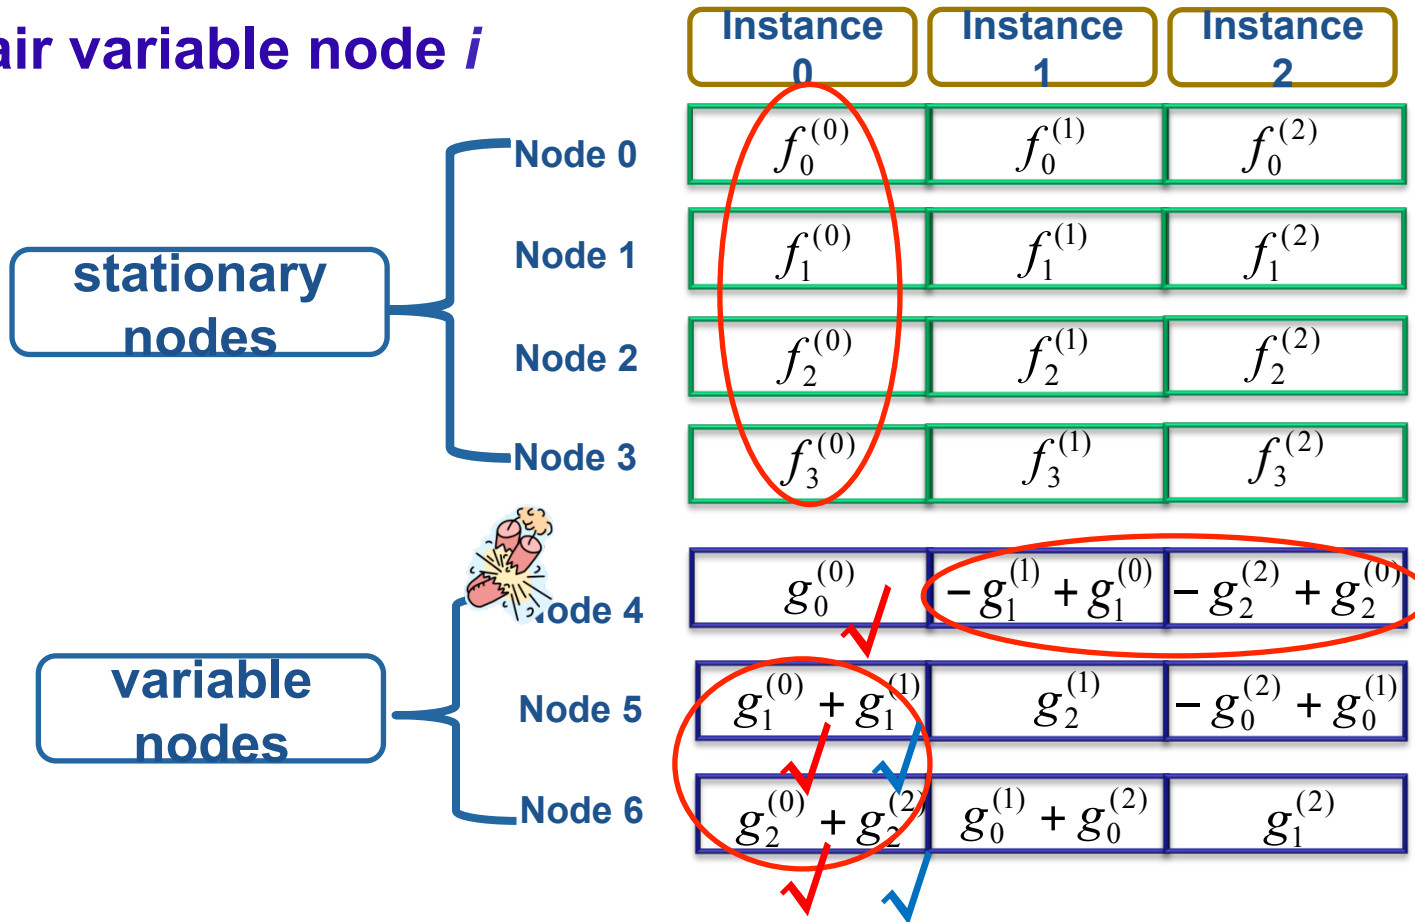 air variable node i
Instance 0 Instance 1 Instance 2
Node 0 f_0^{(0)} f_0^{(1)} f_0^{(2)}
stationary nodes
Node 1 f_1^{(0)} f_1^{(1)} f_1^{(2)}
Node 2 f_2^{(0)} f_2^{(1)} f_2^{(2)}
Node 3 f_3^{(0)} f_3^{(1)} f_3^{(2)}
Node 4 g_0^{(0)} − g_1^{(1)} + g_1^{(0)} − g_2^{(2)} + g_2^{(0)}
variable nodes
Node 5 g_1^{(0)} + g_1^{(1)} g_2^{(1)} − g_0^{(2)} + g_0^{(1)}
Node 6 g_2^{(0)} + g_2^{(2)} g_0^{(1)} + g_0^{(2)} g_1^{(2)}